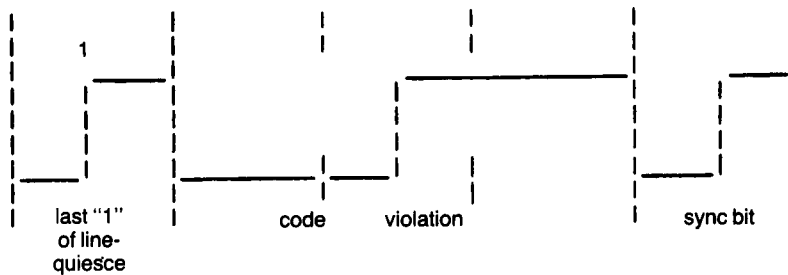 1
last "1"
of line-
quiesce
code violation
sync bit